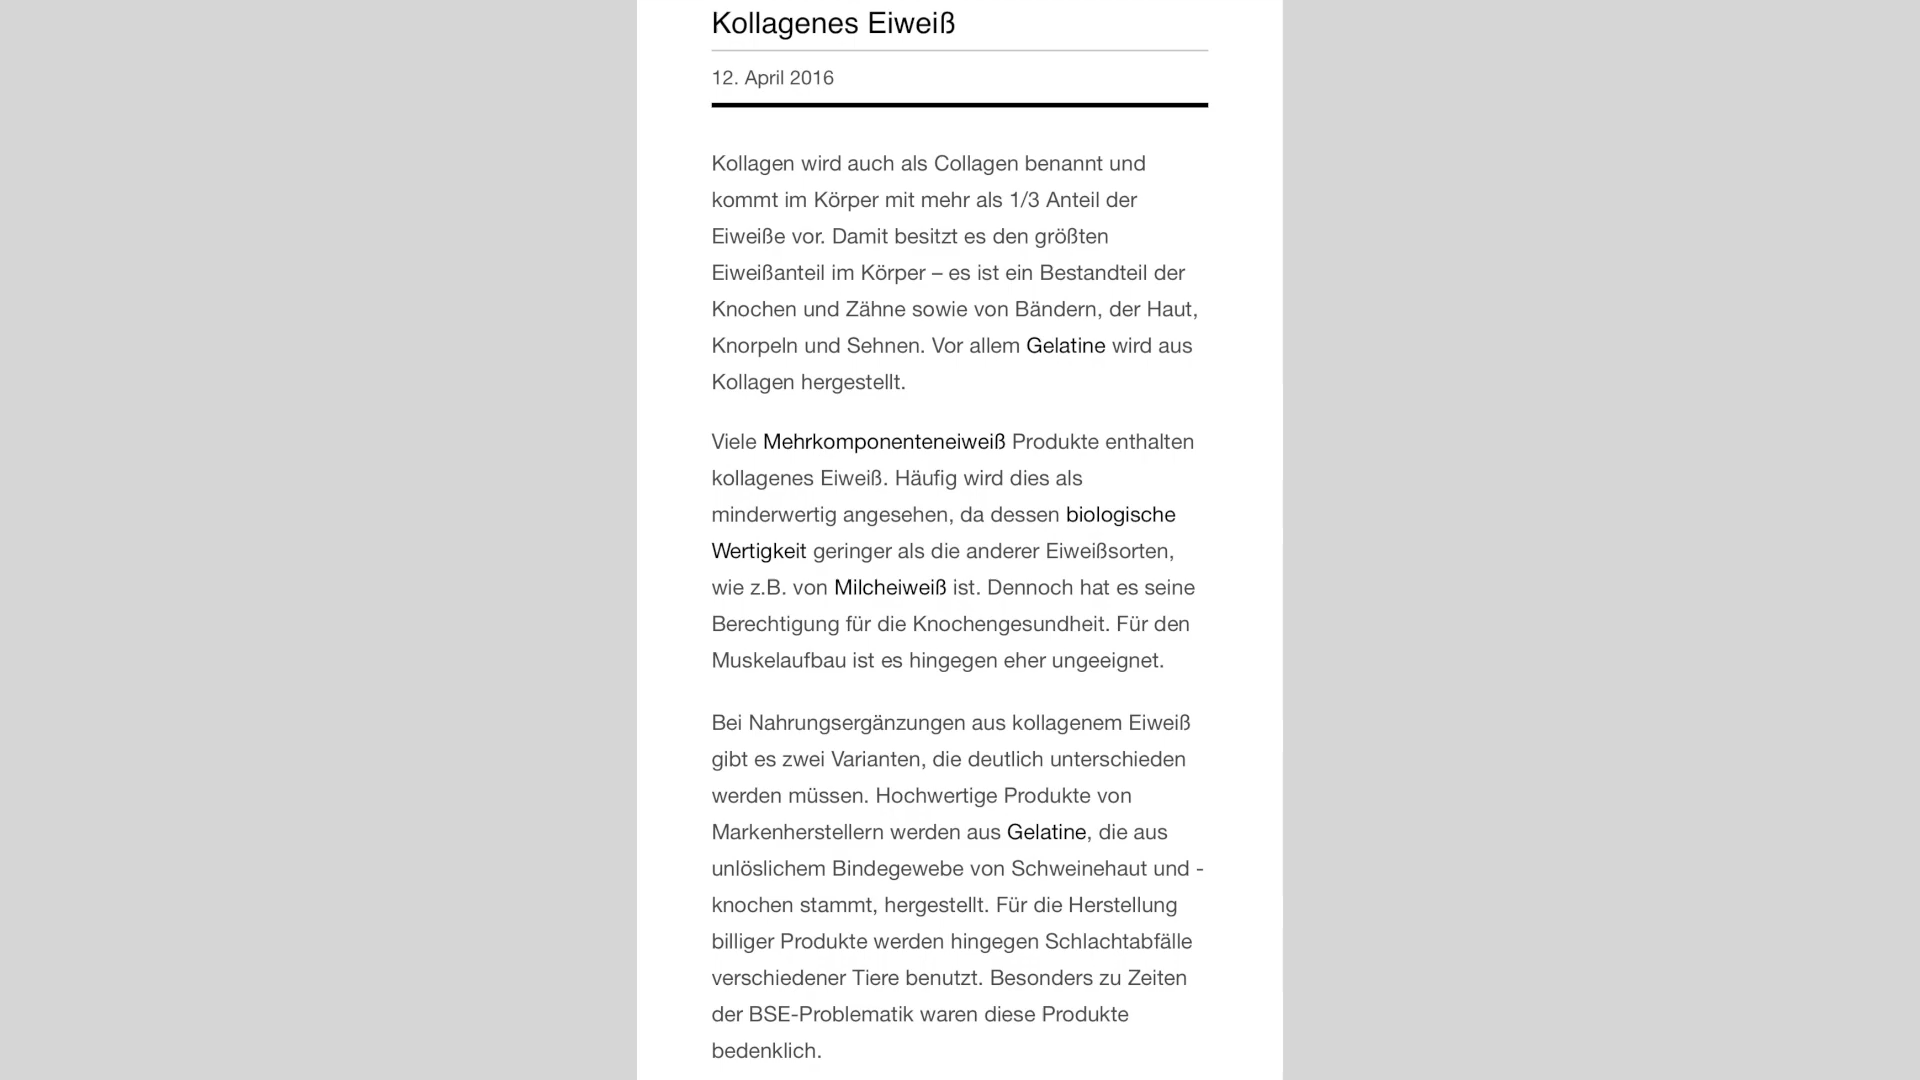 Kollagenes Eiweiß
12. April 2016
Kollagen wird auch als Collagen benannt und
kommt im Körper mit mehr als 1/3 Anteil der
Eiweiße vor. Damit besitzt es den größten
Eiweißanteil im Körper – es ist ein Bestandteil der
Knochen und Zähne sowie von Bändern, der Haut,
Knorpeln und Sehnen. Vor allem Gelatine wird aus
Kollagen hergestellt.
Viele Mehrkomponenteneiweiß Produkte enthalten
kollagenes Eiweiß. Häufig wird dies als
minderwertig angesehen, da dessen biologische
Wertigkeit geringer als die anderer Eiweißsorten,
wie z.B. von Milcheiweiß ist. Dennoch hat es seine
Berechtigung für die Knochengesundheit. Für den
Muskelaufbau ist es hingegen eher ungeeignet.
Bei Nahrungsergänzungen aus kollagenem Eiweiß
gibt es zwei Varianten, die deutlich unterschieden
werden müssen. Hochwertige Produkte von
Markenherstellern werden aus Gelatine, die aus
unlöslichem Bindegewebe von Schweinehaut und -
knochen stammt, hergestellt. Für die Herstellung
billiger Produkte werden hingegen Schlachtabfälle
verschiedener Tiere benutzt. Besonders zu Zeiten
der BSE-Problematik waren diese Produkte
bedenklich.